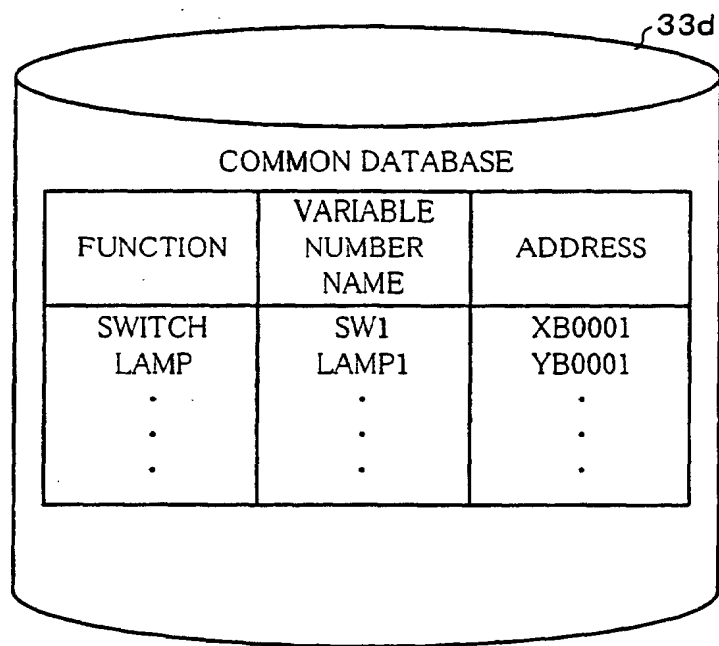 33d
COMMON DATABASE
FUNCTION
VARIABLE
NUMBER
NAME
ADDRESS
SWITCH SW1 XB0001
LAMP LAMP1 YB0001